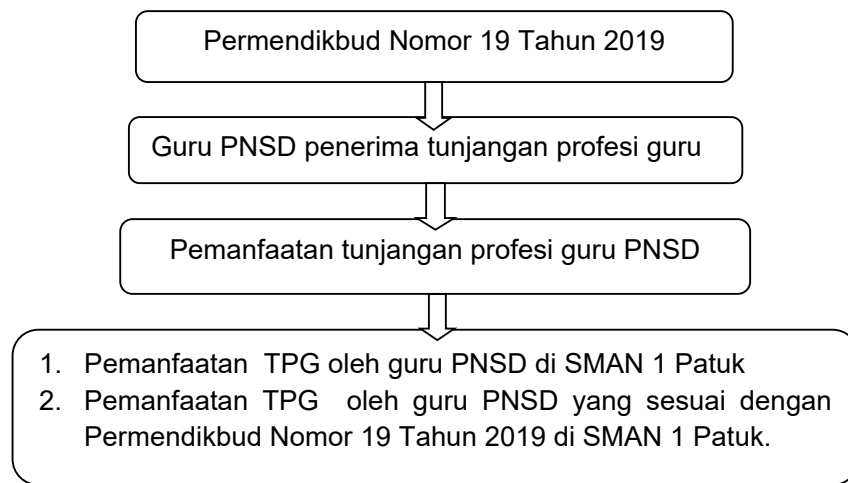 Permendikbud Nomor 19 Tahun 2019
Guru PNSD penerima tunjangan profesi guru
Pemanfaatan tunjangan profesi guru PNSD
1. Pemanfaatan TPG oleh guru PNSD di SMAN 1 Patuk
2. Pemanfaatan TPG oleh guru PNSD yang sesuai dengan
Permendikbud Nomor 19 Tahun 2019 di SMAN 1 Patuk.